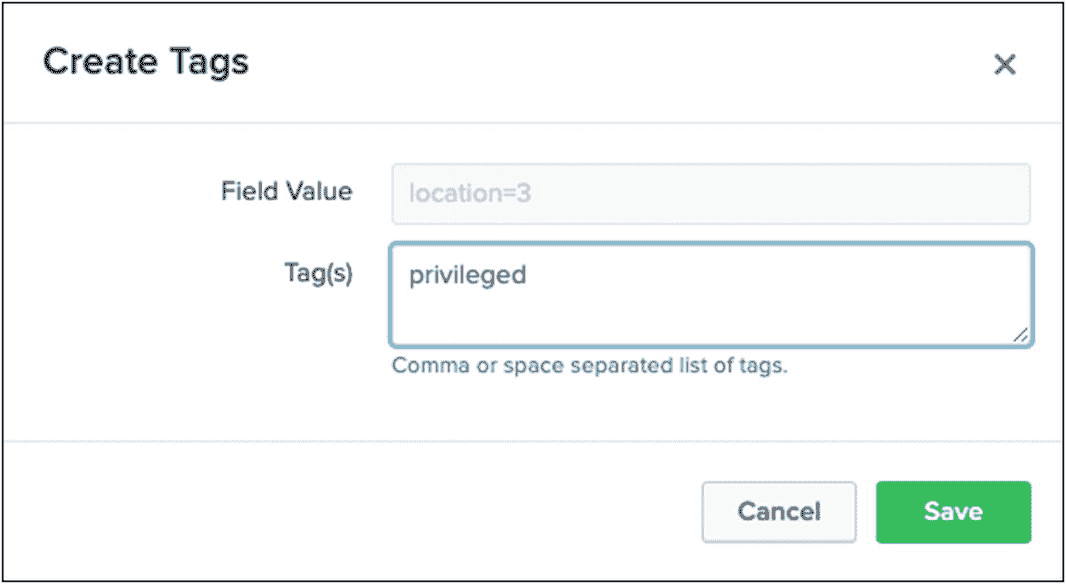 Create Tags
Field Value
location=3
Tag(s)
privileged
Comma or space separated list of tags.
Cancel
Save